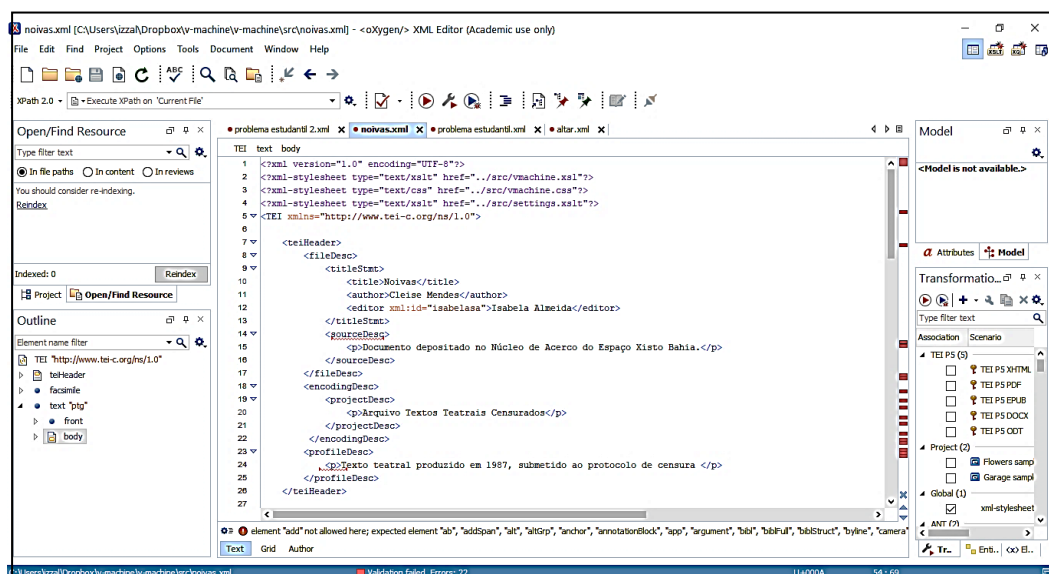 noivas.xml [C:\Users\izzal\Dropbox\v-machine\v-machine\src\noivas.xml] - <oXygen/> XML Editor (Academic use only)
File Edit Find Project Options Tools Document Window Help
XPath 2.0 Execute XPath on 'Current File'
Open/Find Resource
Type filter text
In file paths In content In reviews
You should consider re-indexing.
Reindex
Indexed: 0 Reindex
Project Open/Find Resource
Outline
Element name filter
TEI "http://www.tei-c.org/ns/1.0"
teiHeader
facsimile
text "ptg"
front
body
problema estudantil 2.xml noivas.xml problema estudantil.xml altar.xml
TEI text body
1 <?xml version="1.0" encoding="UTF-8"?>
2 <?xml-stylesheet type="text/xslt" href="../src/vmachine.xsl"?>
3 <?xml-stylesheet type="text/css" href="../src/vmachine.css"?>
4 <?xml-stylesheet type="text/xslt" href="../src/settings.xslt"?>
5 <TEI xmlns="http://www.tei-c.org/ns/1.0">
6
7 <teiHeader>
8 <fileDesc>
9 <titleStmt>
10 <title>Noivas</title>
11 <author>Cleise Mendes</author>
12 <editor xml:id="isabelasa">Isabela Almeida</editor>
13 </titleStmt>
14 <sourceDesc>
15 <p>Documento depositado no Núcleo de Acerco do Espaço Xisto Bahia.</p>
16 </sourceDesc>
17 </fileDesc>
18 <encodingDesc>
19 <projectDesc>
20 <p>Arquivo Textos Teatrais Censurados</p>
21 </projectDesc>
22 </encodingDesc>
23 <profileDesc>
24 <p>Texto teatral produzido em 1987, submetido ao protocolo de censura </p>
25 </profileDesc>
26 </teiHeader>
27
element "add" not allowed here; expected element "ab", "addSpan", "alt", "altGrp", "anchor", "annotationBlock", "app", "argument", "bibl", "biblFull", "biblStruct", "byline", "camera"
Text Grid Author
Model
<Model is not available.>
Attributes Model
Transformatio...
Type filter text
Association Scenario
TEI P5 (5)
TEI P5 XHTML
TEI P5 PDF
TEI P5 EPUB
TEI P5 DOCX
TEI P5 ODT
Project (2)
Flowers samp
Garage sampl
Global (1)
xml-stylesheet
ANT (2)
Tr... Enti.. El..
C:\Users\izzal\Dropbox\v-machine\v-machine\src\noivas.xml Validation failed. Errors: 22 U+000A 54 : 69